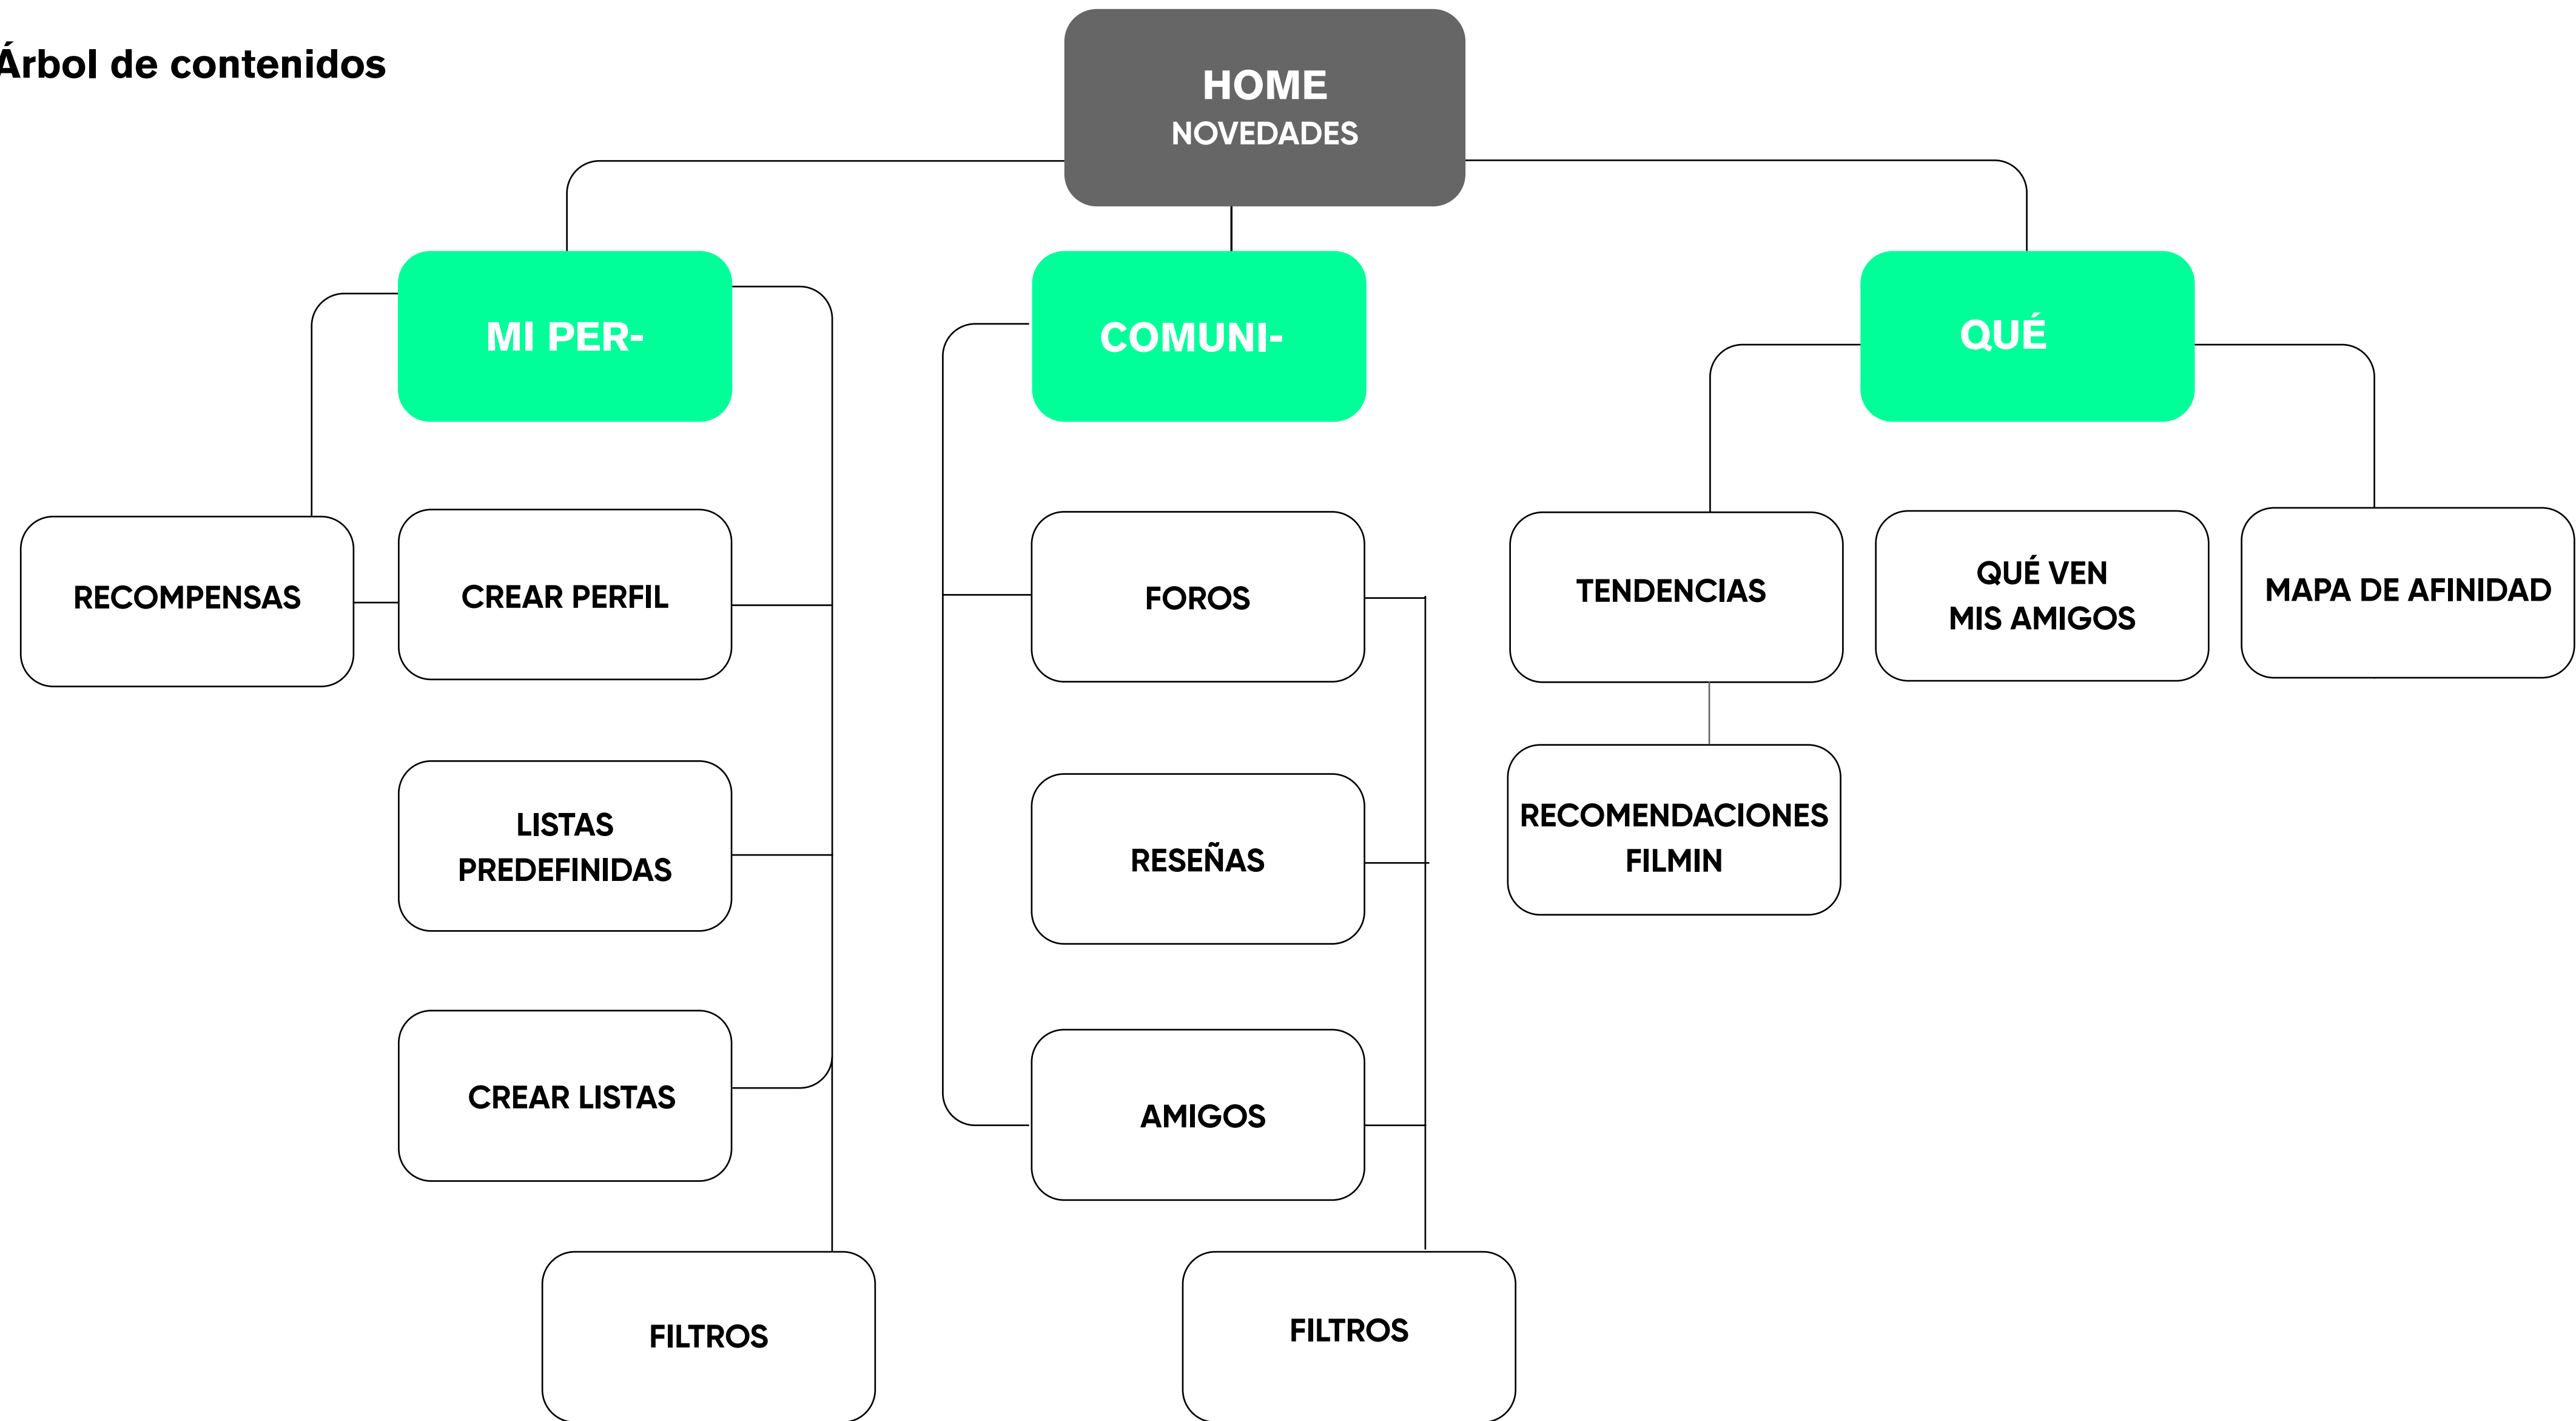 Árbol de contenidos
HOME
NOVEDADES
MI PER-
COMUNI-
QUÉ
RECOMPENSAS
CREAR PERFIL
FOROS
TENDENCIAS
QUÉ VEN
MIS AMIGOS
MAPA DE AFINIDAD
LISTAS
PREDEFINIDAS
RESEÑAS
RECOMENDACIONES
FILMIN
CREAR LISTAS
AMIGOS
FILTROS
FILTROS